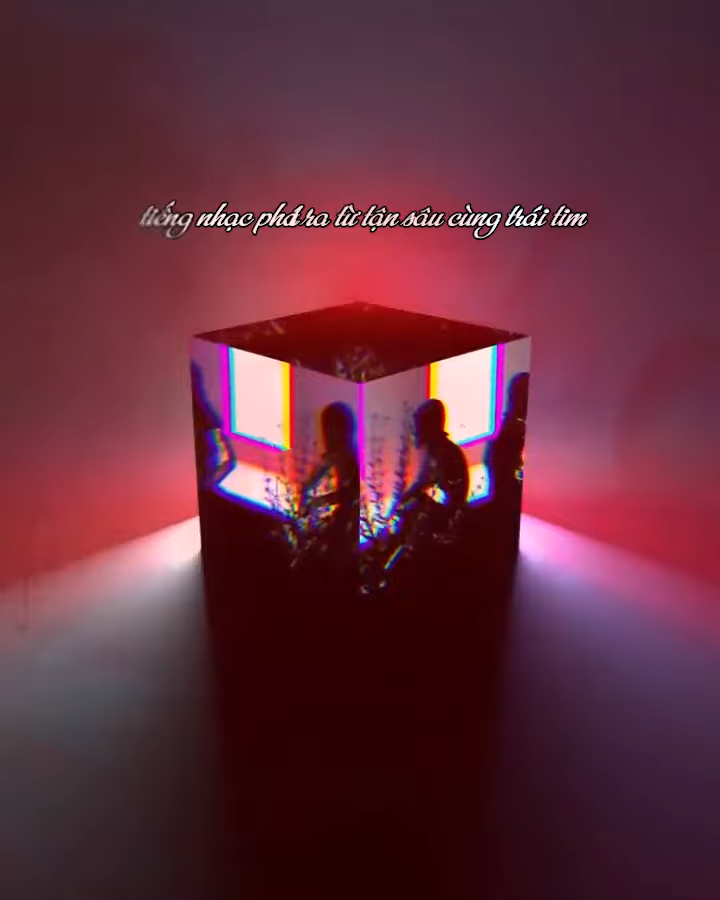 tiếng nhạc phát ra từ tận sâu cùng trái tim